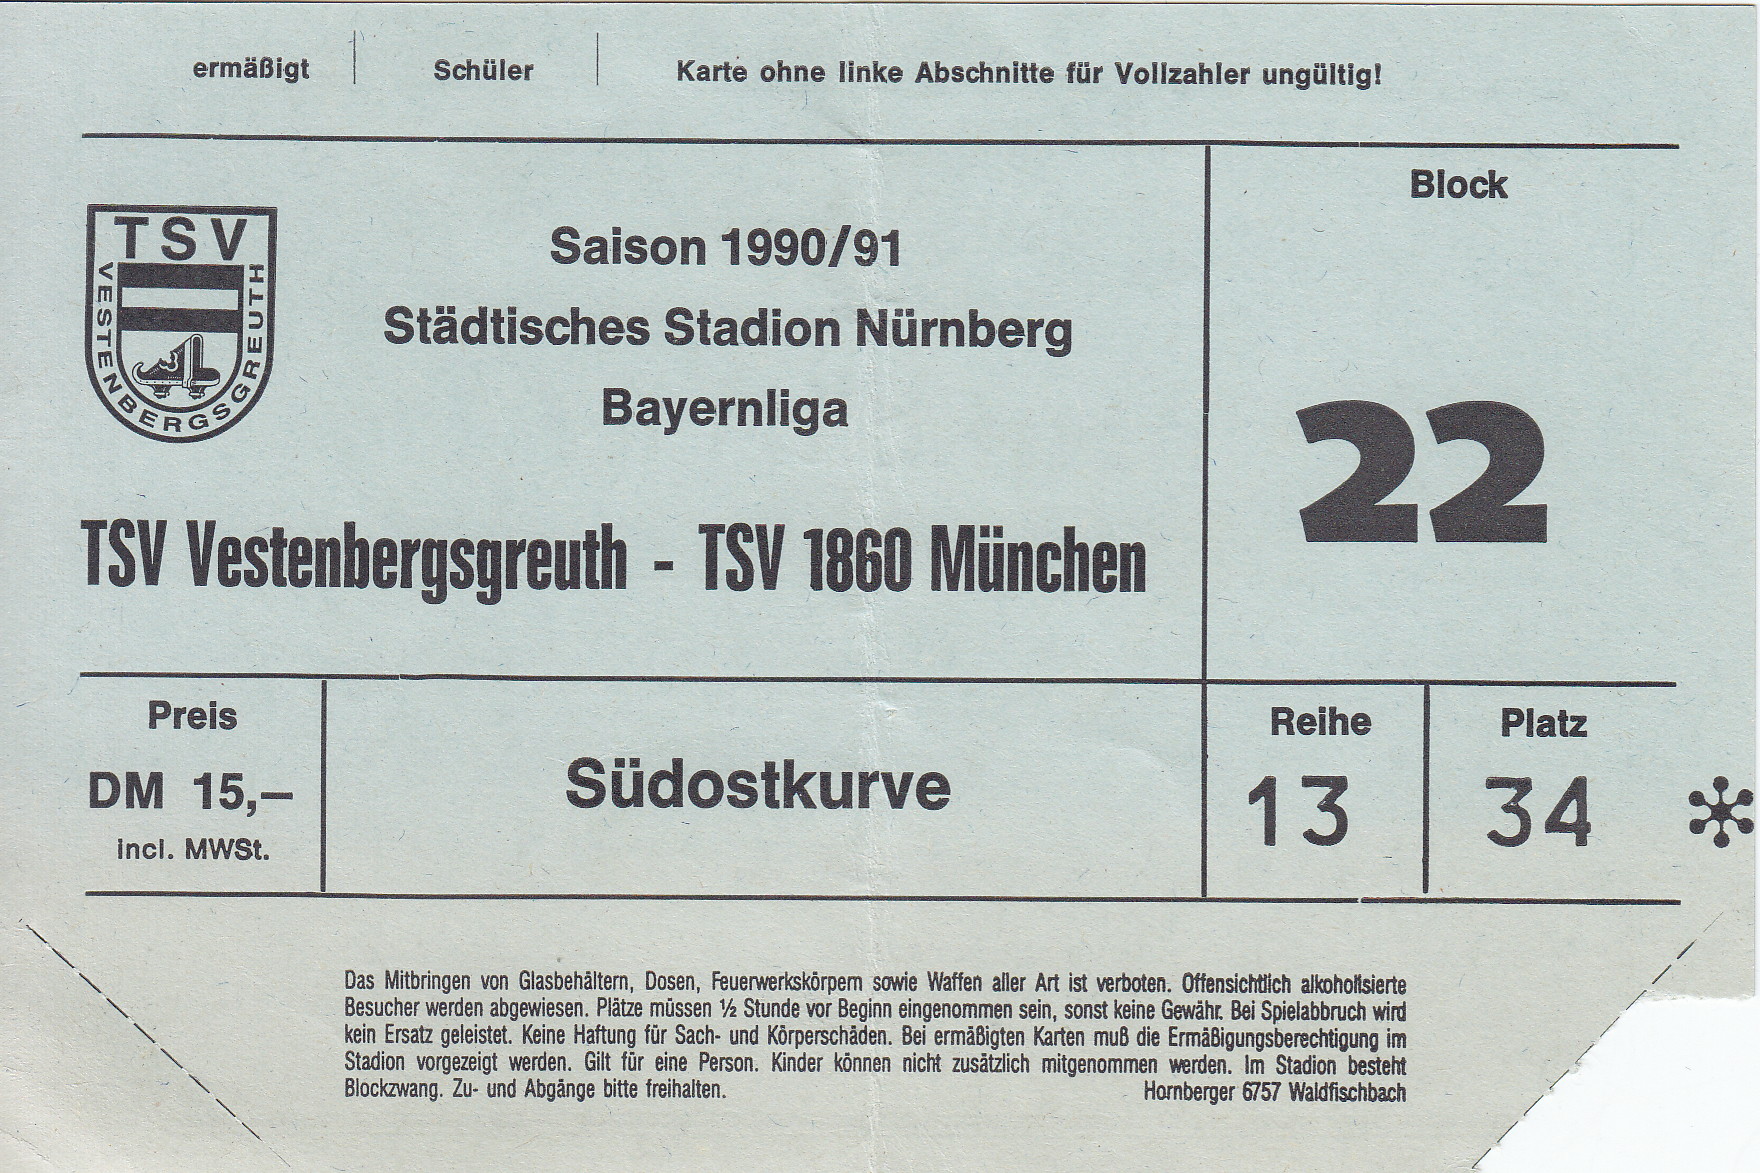 ermäßigt Schüler Karte ohne linke Abschnitte für Vollzahler ungültig!
Block
TSV
VESTENBERGSGREUTH
Saison 1990/91
Städtisches Stadion Nürnberg
Bayernliga
22
TSV Vestenbergsgreuth - TSV 1860 München
Preis
DM 15,–
incl. MWSt.
Südostkurve
Reihe
13
Platz
34
Das Mitbringen von Glasbehältern, Dosen, Feuerwerkskörpern sowie Waffen aller Art ist verboten. Offensichtlich alkoholisierte
Besucher werden abgewiesen. Plätze müssen ½ Stunde vor Beginn eingenommen sein, sonst keine Gewähr. Bei Spielabbruch wird
kein Ersatz geleistet. Keine Haftung für Sach- und Körperschäden. Bei ermäßigten Karten muß die Ermäßigungsberechtigung im
Stadion vorgezeigt werden. Gilt für eine Person. Kinder können nicht zusätzlich mitgenommen werden. Im Stadion besteht
Blockzwang. Zu- und Abgänge bitte freihalten. Hornberger 6757 Waldfischbach